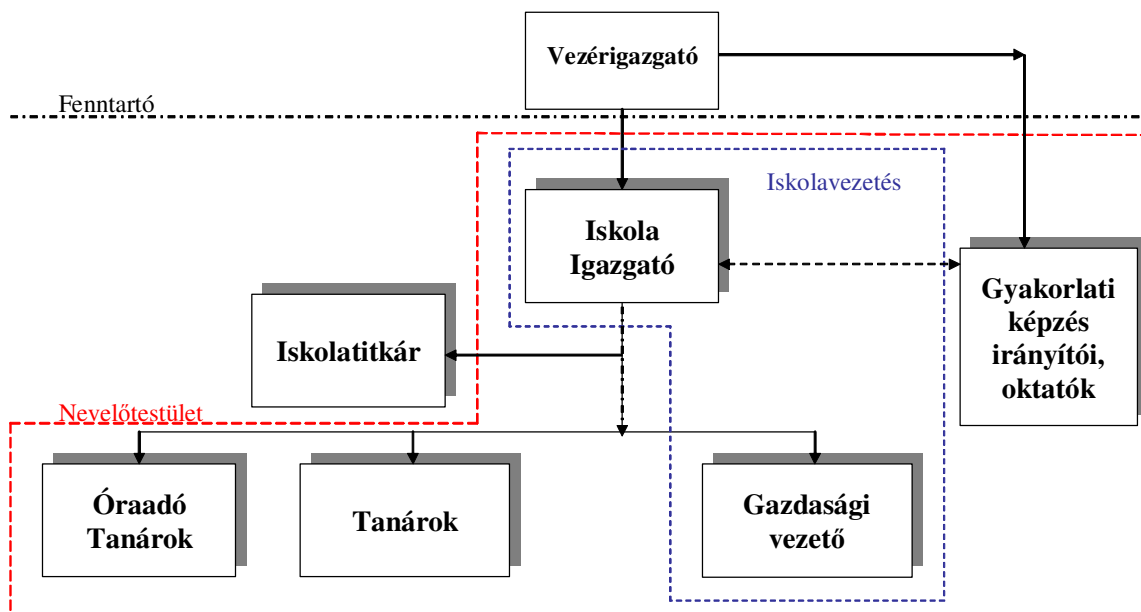 Vezérigazgató
Fenntartó
Iskolavezetés
Iskola
Igazgató
Gyakorlati
képzés
irányítói,
oktatók
Iskolatitkár
Nevelőtestület
Óraadó
Tanárok
Tanárok
Gazdasági
vezető